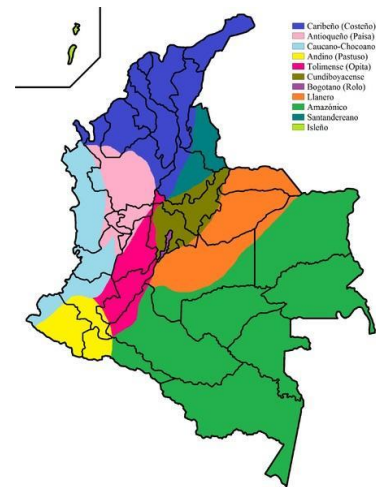 Caribeño (Costeño)
Antioqueño (Paisa)
Caucano-Chocoano
Andino (Pastuso)
Tolimense (Opita)
Cundiboyacense
Bogotano (Rolo)
Llanero
Amazónico
Santandereano
Isleño